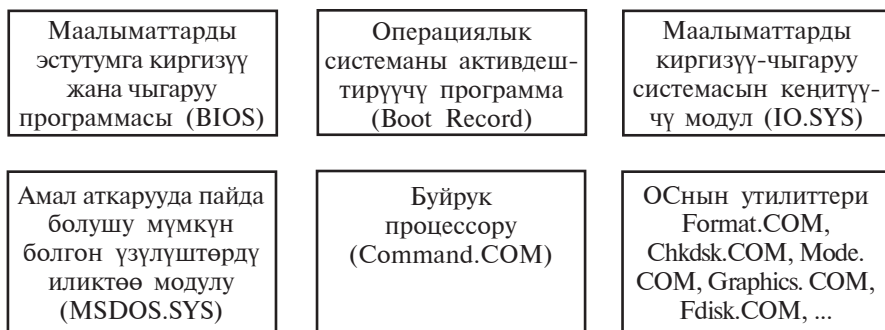 Маалыматтарды
эстутумга киргизүү
жана чыгаруу
программасы (BIOS)
Операциялык
системаны активдеш-
тирүүчү программа
(Boot Record)
Маалыматтарды
киргизүү-чыгаруу
системасын кеңитүү-
чү модул (IO.SYS)
Амал аткарууда пайда
болушу мүмкүн
болгон үзүлүштөрдү
иликтөө модулу
(MSDOS.SYS)
Буйрук
процессору
(Command.COM)
ОСнын утилиттери
Format.COM,
Chkdsk.COM, Mode.
COM, Graphics. COM,
Fdisk.COM, ...